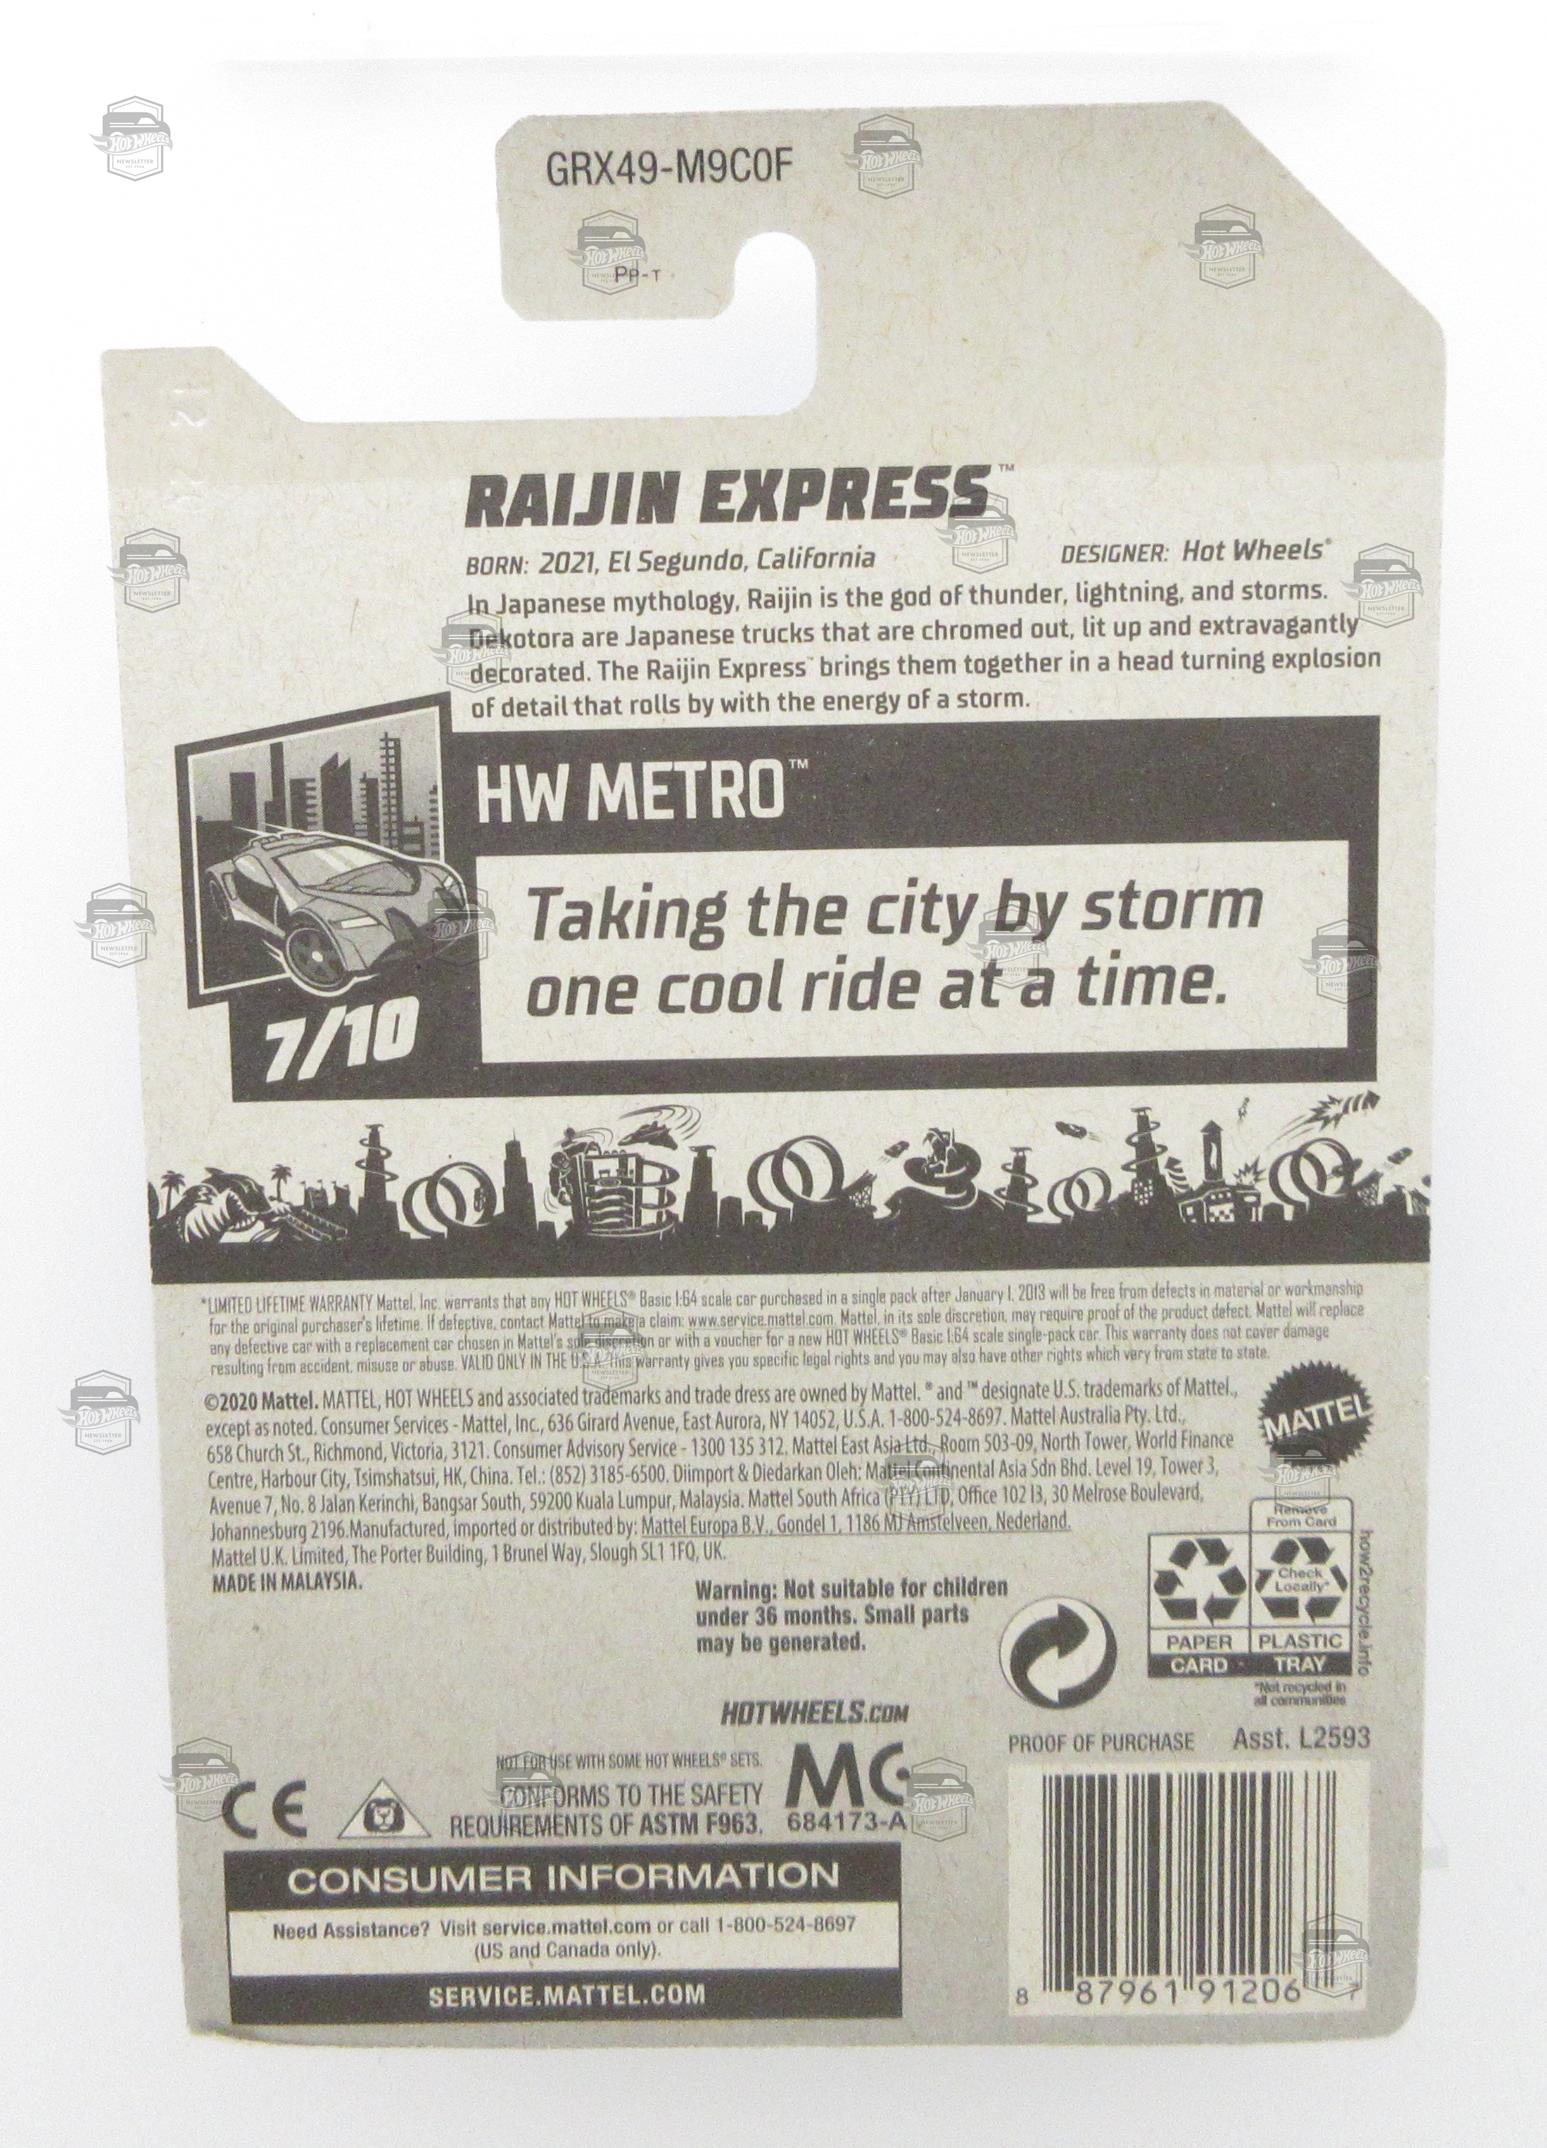 GRX49-M9C0F
PP-T
RAIJIN EXPRESS™
BORN: 2021, El Segundo, California
DESIGNER: Hot Wheels®
In Japanese mythology, Raijin is the god of thunder, lightning, and storms.
Dekotora are Japanese trucks that are chromed out, lit up and extravagantly
decorated. The Raijin Express™ brings them together in a head turning explosion
of detail that rolls by with the energy of a storm.
HW METRO™
Taking the city by storm
one cool ride at a time.
7/10
*LIMITED LIFETIME WARRANTY Mattel, Inc. warrants that any HOT WHEELS® Basic 1:64 scale car purchased in a single pack after January 1, 2013 will be free from defects in material or workmanship
for the original purchaser's lifetime. If defective, contact Mattel to make a claim: www.service.mattel.com. Mattel, in its sole discretion, may require proof of the product defect. Mattel will replace
any defective car with a replacement car chosen in Mattel's sole discretion or with a voucher for a new HOT WHEELS® Basic 1:64 scale single-pack car. This warranty does not cover damage
resulting from accident, misuse or abuse. VALID ONLY IN THE U.S.A. This warranty gives you specific legal rights and you may also have other rights which vary from state to state.
©2020 Mattel. MATTEL, HOT WHEELS and associated trademarks and trade dress are owned by Mattel. ® and ™ designate U.S. trademarks of Mattel,
except as noted. Consumer Services - Mattel, Inc., 636 Girard Avenue, East Aurora, NY 14052, U.S.A. 1-800-524-8697. Mattel Australia Pty. Ltd.,
658 Church St., Richmond, Victoria, 3121. Consumer Advisory Service - 1300 135 312. Mattel East Asia Ltd., Room 503-09, North Tower, World Finance
Centre, Harbour City, Tsimshatsui, HK, China. Tel.: (852) 3185-6500. Diimport & Diedarkan Oleh: Mattel Continental Asia Sdn Bhd. Level 19, Tower 3,
Avenue 7, No. 8 Jalan Kerinchi, Bangsar South, 59200 Kuala Lumpur, Malaysia. Mattel South Africa (PTY) LTD, Office 102 I3, 30 Melrose Boulevard,
Johannesburg 2196.Manufactured, imported or distributed by: Mattel Europa B.V., Gondel 1, 1186 MJ Amstelveen, Nederland.
Mattel U.K. Limited, The Porter Building, 1 Brunel Way, Slough SL1 1FQ, UK.
MADE IN MALAYSIA.
MATTEL
Warning: Not suitable for children
under 36 months. Small parts
may be generated.
Remove
From Card
Check
Locally*
PAPER
PLASTIC
CARD
TRAY
*Not recycled in
all communities
how2recycle.info
HOTWHEELS.COM
PROOF OF PURCHASE
Asst. L2593
NOT FOR USE WITH SOME HOT WHEELS® SETS.
CONFORMS TO THE SAFETY
REQUIREMENTS OF ASTM F963.
CE
MC
684173-A
CONSUMER INFORMATION
Need Assistance? Visit service.mattel.com or call 1-800-524-8697
(US and Canada only).
SERVICE.MATTEL.COM
8 87961 91206 7
Hot Wheels
NEWSLETTER